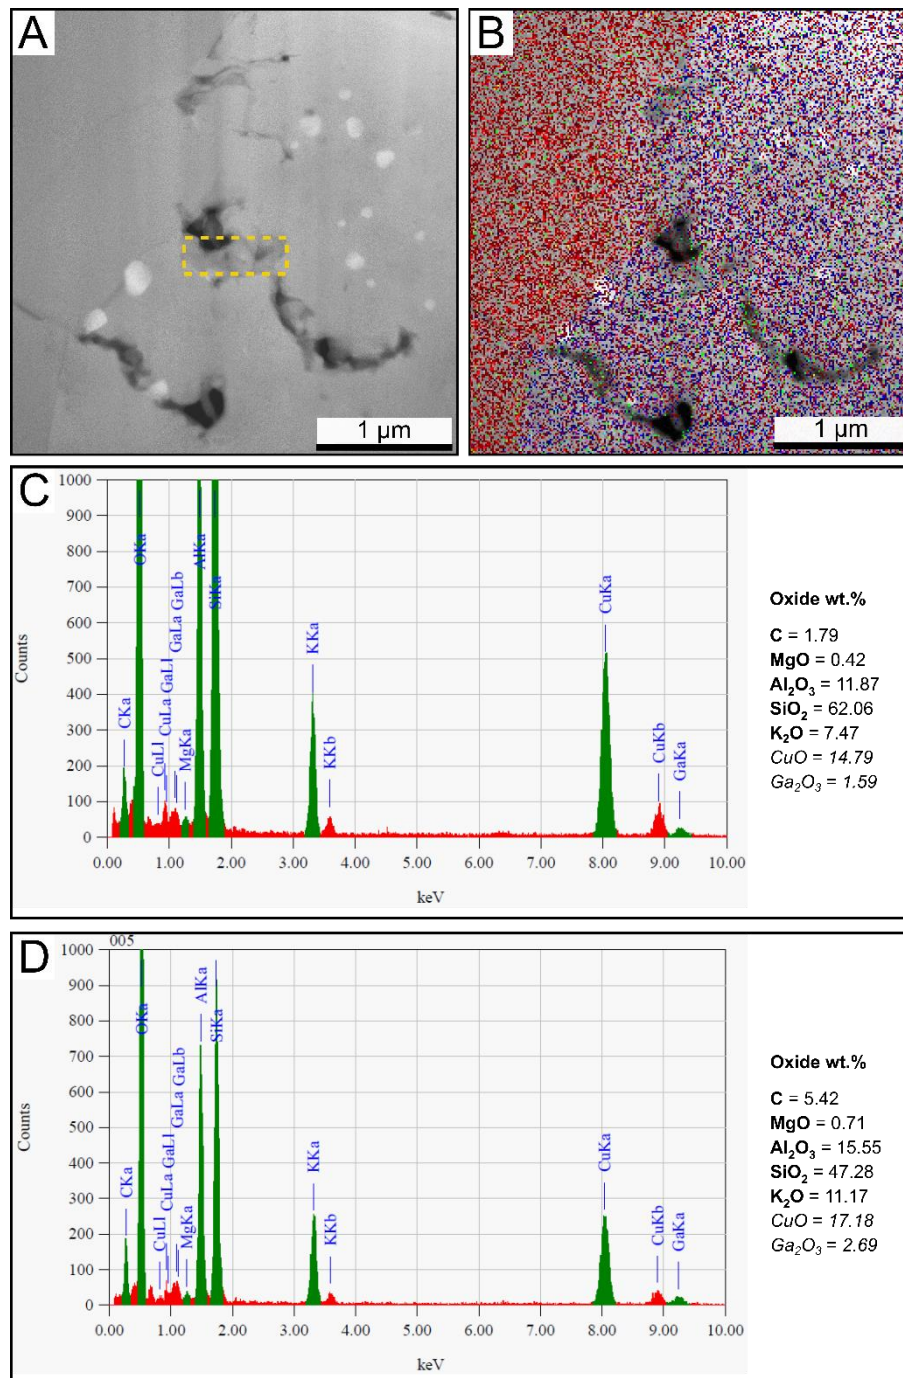 A
B
1 µm
1 µm
C
1000
900
800
700
600
500
400
300
200
100
0
Counts
CKa
OKa
CuLl
CuLa GaLl
GaLa GaLb
MgKa
AlKa
SiKa
KKa
KKb
CuKa
CuKb
GaKa
0.00 1.00 2.00 3.00 4.00 5.00 6.00 7.00 8.00 9.00 10.00
keV
Oxide wt.%
C = 1.79
MgO = 0.42
Al₂O₃ = 11.87
SiO₂ = 62.06
K₂O = 7.47
CuO = 14.79
Ga₂O₃ = 1.59
D
005
1000
900
800
700
600
500
400
300
200
100
0
Counts
CKa
OKa
CuLl
CuLa GaLl
GaLa GaLb
MgKa
AlKa
SiKa
KKa
KKb
CuKa
CuKb
GaKa
0.00 1.00 2.00 3.00 4.00 5.00 6.00 7.00 8.00 9.00 10.00
keV
Oxide wt.%
C = 5.42
MgO = 0.71
Al₂O₃ = 15.55
SiO₂ = 47.28
K₂O = 11.17
CuO = 17.18
Ga₂O₃ = 2.69